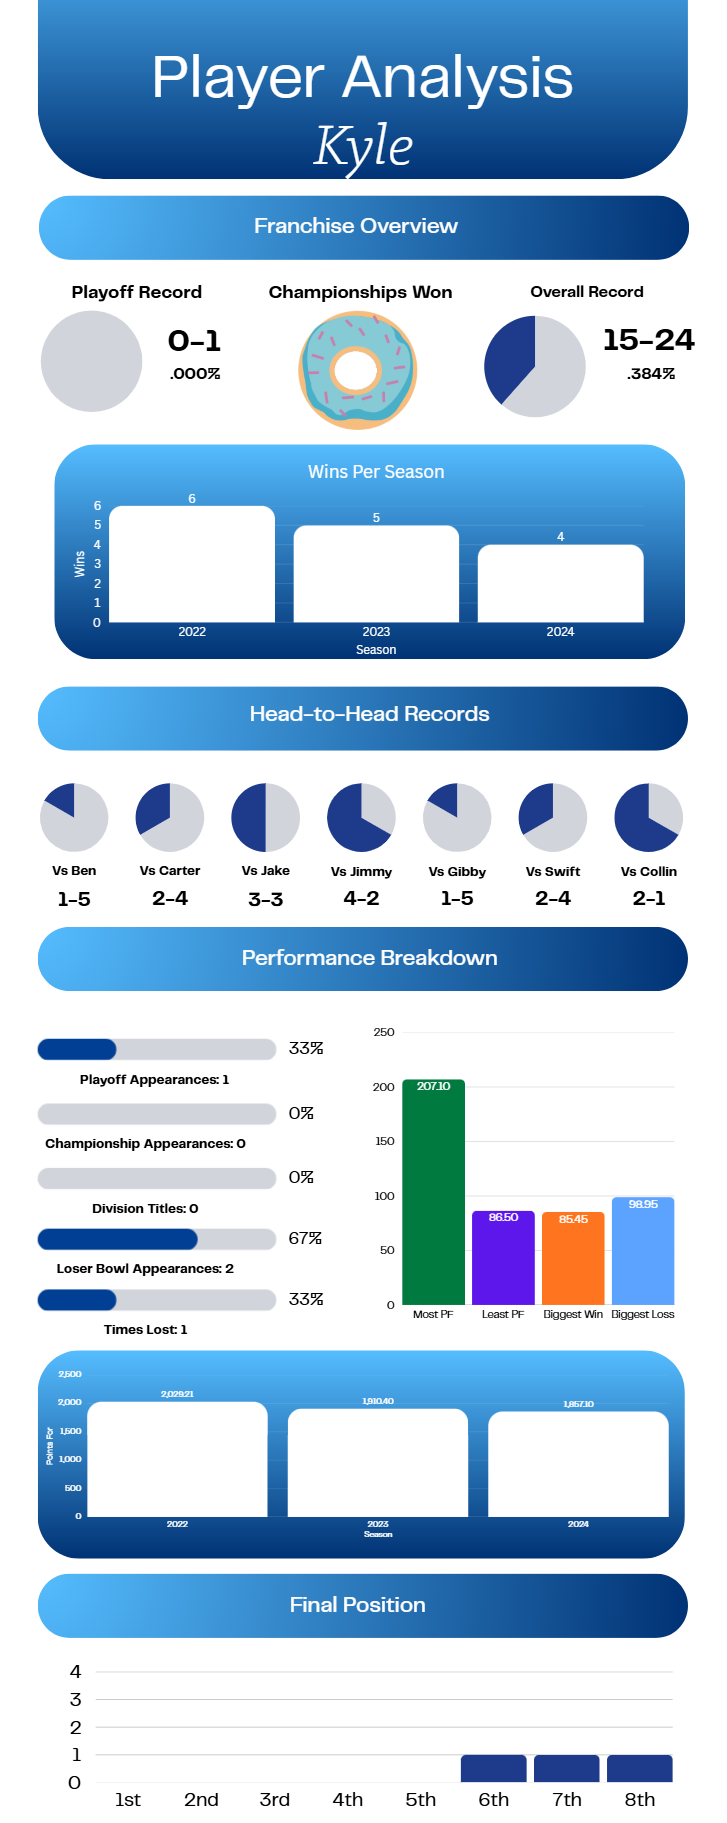 Player Analysis
Kyle
Franchise Overview
Playoff Record
0-1
.000%
Championships Won
Overall Record
15-24
.384%
Wins Per Season
Wins
6
5
4
3
2
1
0
6
5
4
2022
2023
2024
Season
Head-to-Head Records
Vs Ben
Vs Carter
Vs Jake
Vs Jimmy
Vs Gibby
Vs Swift
Vs Collin
1-5
2-4
3-3
4-2
1-5
2-4
2-1
Performance Breakdown
33%
Playoff Appearances: 1
0%
Championship Appearances: 0
0%
Division Titles: 0
67%
Loser Bowl Appearances: 2
33%
Times Lost: 1
250
200
150
100
50
0
207.10
86.50
85.45
98.95
Most PF
Least PF
Biggest Win
Biggest Loss
Points For
2,500
2,000
1,500
1,000
500
0
2,029.21
1,910.40
1,857.10
2022
2023
2024
Season
Final Position
4
3
2
1
0
1st
2nd
3rd
4th
5th
6th
7th
8th